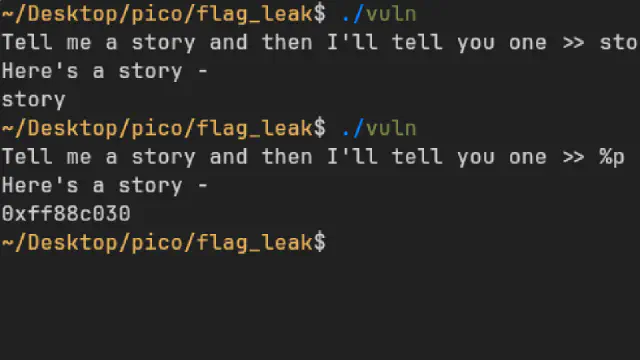 ~/Desktop/pico/flag_leak$ ./vuln
Tell me a story and then I'll tell you one >> sto
Here's a story -
story
~/Desktop/pico/flag_leak$ ./vuln
Tell me a story and then I'll tell you one >> %p
Here's a story -
0xff88c030
~/Desktop/pico/flag_leak$